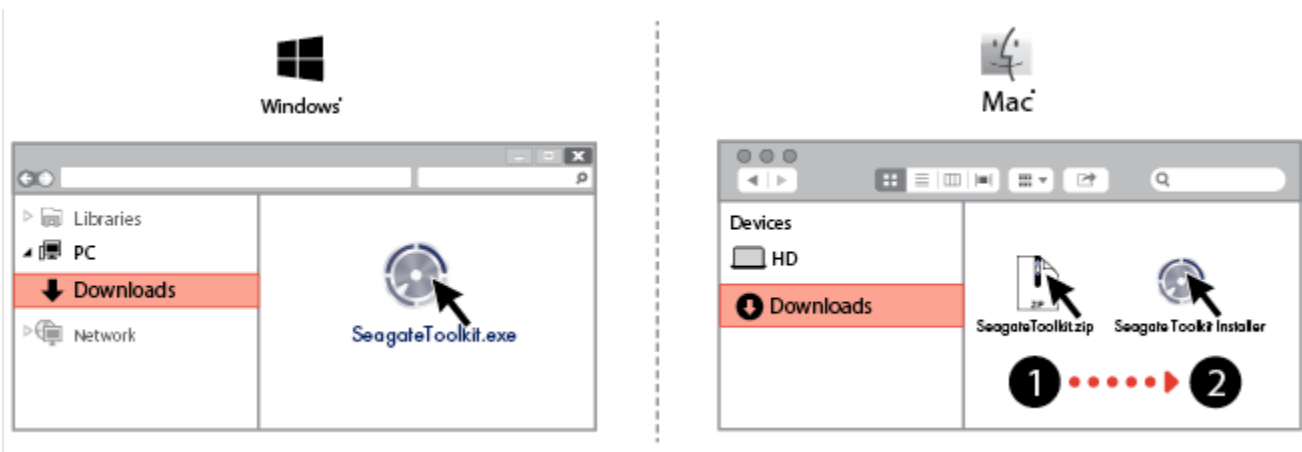 Windows
Libraries
PC
Downloads
Network
SeagateToolkit.exe
Mac
Devices
HD
Downloads
ZIP
SeagateToolkit.zip
Seagate Toolkit Installer
1
2